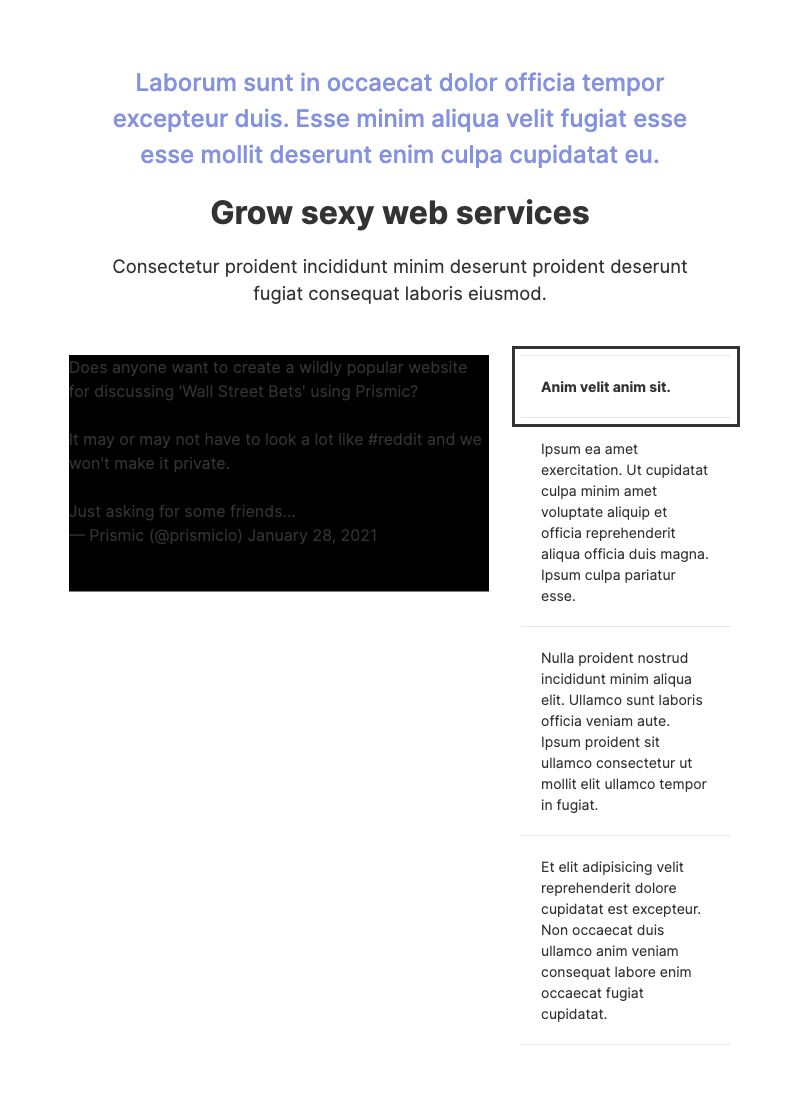 Laborum sunt in occaecat dolor officia tempor
excepteur duis. Esse minim aliqua velit fugiat esse
esse mollit deserunt enim culpa cupidatat eu.
Grow sexy web services
Consectetur proident incididunt minim deserunt proident deserunt
fugiat consequat laboris eiusmod.
Does anyone want to create a wildly popular website
for discussing 'Wall Street Bets' using Prismic?
It may or may not have to look a lot like #reddit and we
won't make it private.
Just asking for some friends...
— Prismic (@prismicio) January 28, 2021
Anim velit anim sit.
Ipsum ea amet
exercitation. Ut cupidatat
culpa minim amet
voluptate aliquip et
officia reprehenderit
aliqua officia duis magna.
Ipsum culpa pariatur
esse.
Nulla proident nostrud
incididunt minim aliqua
elit. Ullamco sunt laboris
officia veniam aute.
Ipsum proident sit
ullamco consectetur ut
mollit elit ullamco tempor
in fugiat.
Et elit adipisicing velit
reprehenderit dolore
cupidatat est excepteur.
Non occaecat duis
ullamco anim veniam
consequat labore enim
occaecat fugiat
cupidatat.